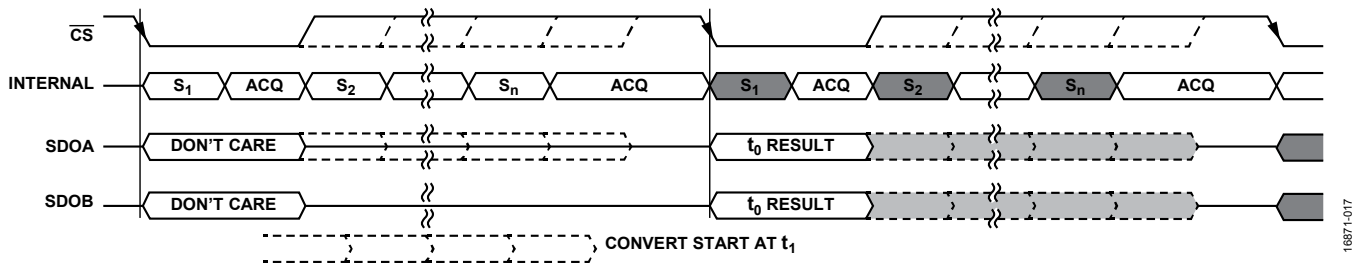 CS
INTERNAL S1 ACQ S2 Sn ACQ S1 ACQ S2 Sn ACQ
SDOA DON'T CARE t0 RESULT
SDOB DON'T CARE t0 RESULT
CONVERT START AT t1
16871-017